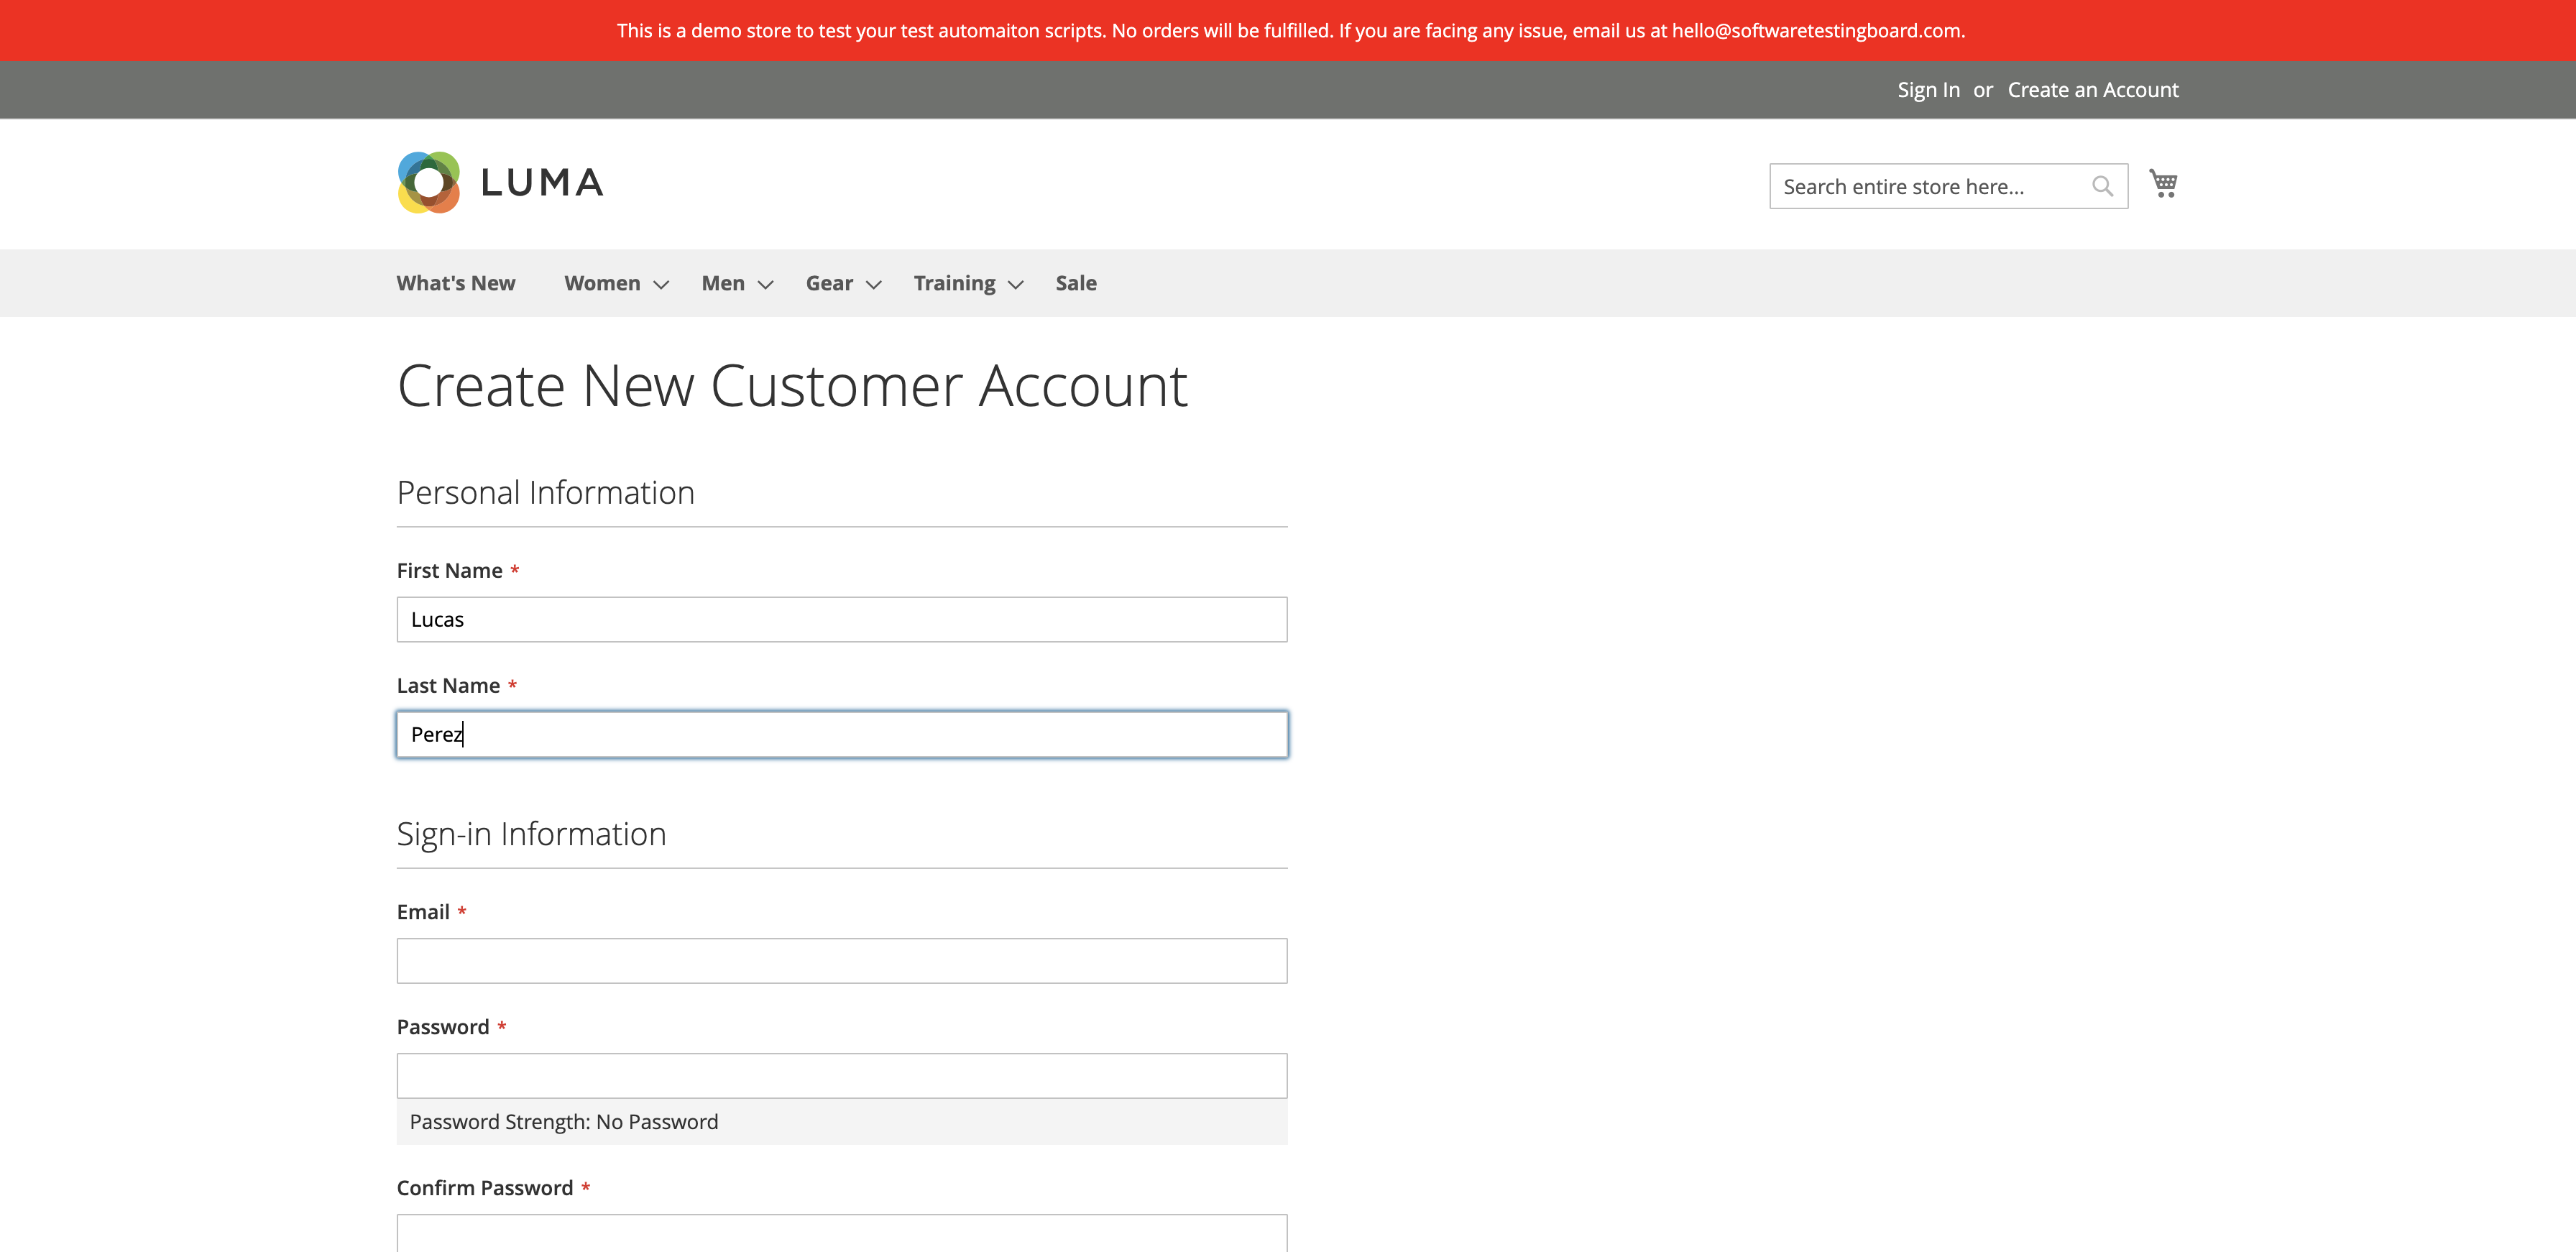 This is a demo store to test your test automaiton scripts. No orders will be fulfilled. If you are facing any issue, email us at hello@softwaretestingboard.com.
Sign In or Create an Account
LUMA
Search entire store here...
What's New Women Men Gear Training Sale
Create New Customer Account
Personal Information
First Name *
Lucas
Last Name *
Perez
Sign-in Information
Email *
Password *
Password Strength: No Password
Confirm Password *